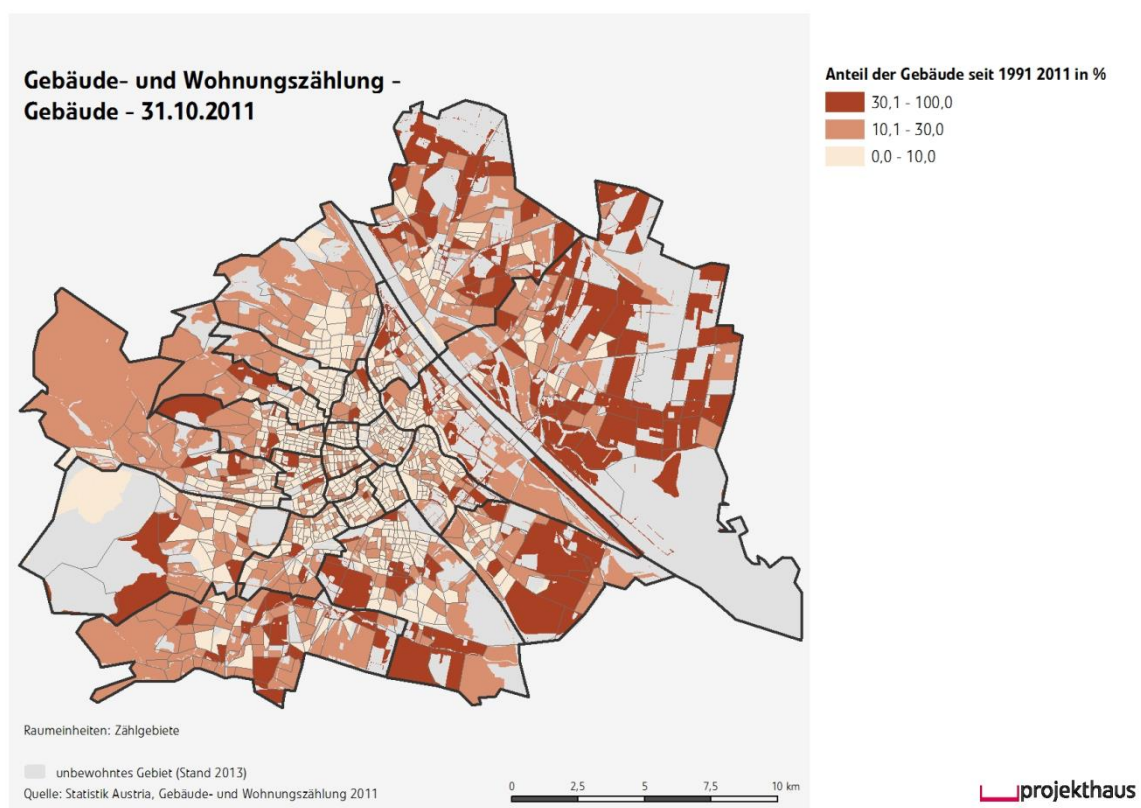 Gebäude- und Wohnungszählung -
Gebäude - 31.10.2011
Anteil der Gebäude seit 1991 2011 in %
30,1 - 100,0
10,1 - 30,0
0,0 - 10,0
Raumeinheiten: Zählgebiete
unbewohntes Gebiet (Stand 2013)
Quelle: Statistik Austria, Gebäude- und Wohnungszählung 2011
0 2,5 5 7,5 10 km
projekthaus